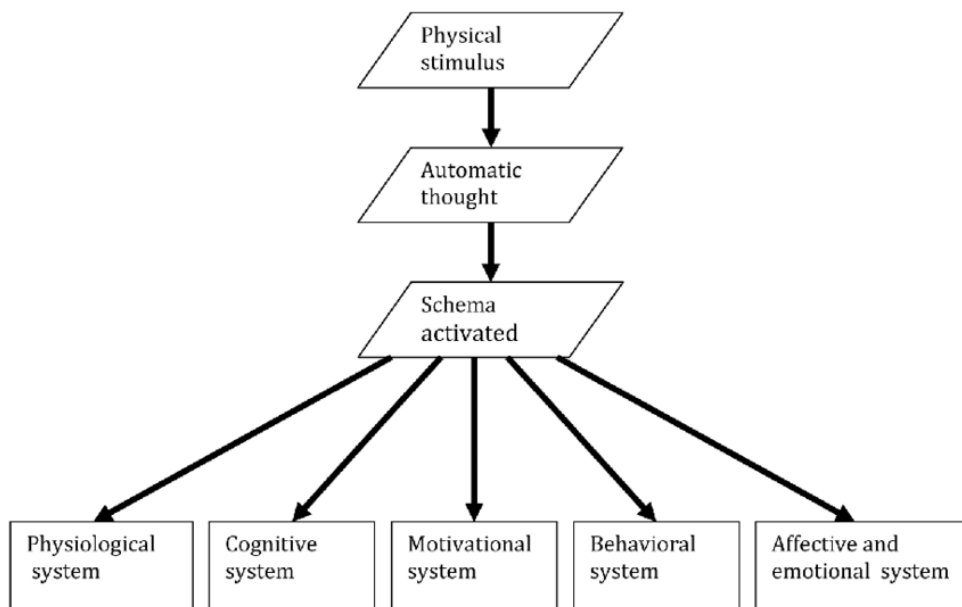 Physical
stimulus
Automatic
thought
Schema
activated
Physiological
system
Cognitive
system
Motivational
system
Behavioral
system
Affective and
emotional system